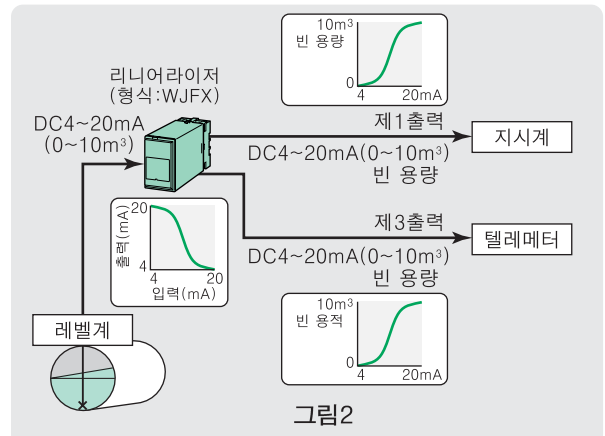 10m³
빈 용량
0
4 20mA
리니어라이저
(형식:WJFX)
DC4~20mA
(0~10m³)
제1출력
지시계
DC4~20mA(0~10m³)
빈 용량
20
출력(mA)
4
4 20
입력(mA)
제3출력
텔레메터
DC4~20mA(0~10m³)
빈 용량
10m³
빈 용적
0
4 20mA
레벨계
그림2